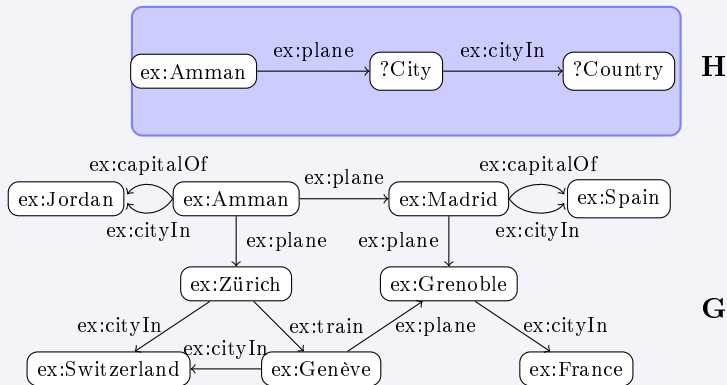 ex:plane ex:cityIn
ex:Amman ?City ?Country H
ex:capitalOf ex:capitalOf
ex:plane
ex:Jordan ex:Amman ex:Madrid ex:Spain
ex:cityIn ex:cityIn
ex:plane ex:plane
ex:Zürich ex:Grenoble
G
ex:cityIn ex:train ex:plane ex:cityIn
ex:cityIn
ex:Switzerland ex:Genève ex:France